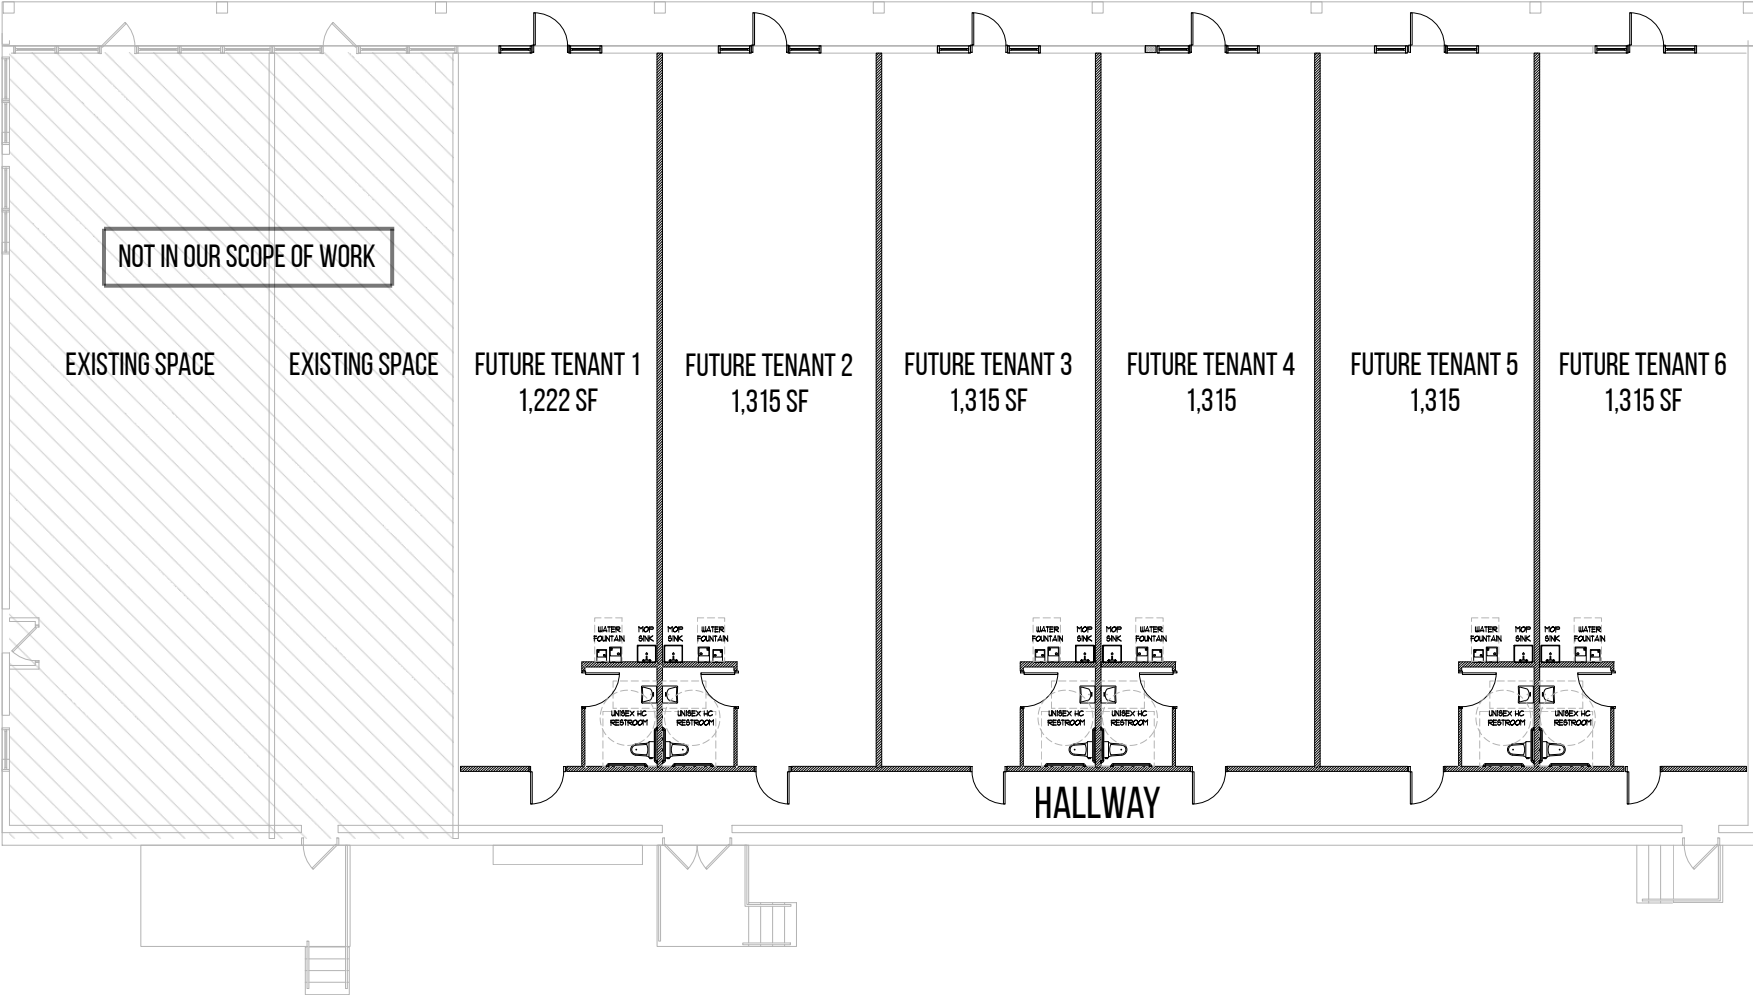 NOT IN OUR SCOPE OF WORK
EXISTING SPACE
EXISTING SPACE
FUTURE TENANT 1
1,222 SF
FUTURE TENANT 2
1,315 SF
FUTURE TENANT 3
1,315 SF
FUTURE TENANT 4
1,315
FUTURE TENANT 5
1,315
FUTURE TENANT 6
1,315 SF
WATER
FOUNTAIN
MOP
SINK
MOP
SINK
WATER
FOUNTAIN
WATER
FOUNTAIN
MOP
SINK
MOP
SINK
WATER
FOUNTAIN
WATER
FOUNTAIN
MOP
SINK
MOP
SINK
WATER
FOUNTAIN
UNISEX HC
RESTROOM
UNISEX HC
RESTROOM
UNISEX HC
RESTROOM
UNISEX HC
RESTROOM
UNISEX HC
RESTROOM
UNISEX HC
RESTROOM
HALLWAY